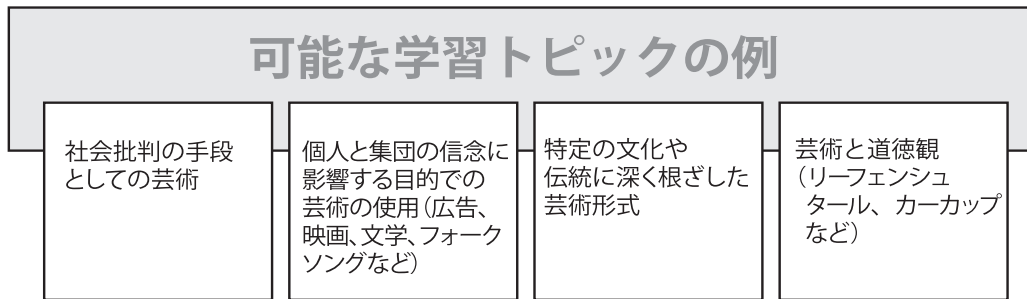 可能な学習トピックの例
社会批判の手段
としての芸術
個人と集団の信念に
影響する目的での
芸術の使用（広告、
映画、文学、フォーク
ソングなど）
特定の文化や
伝統に深く根ざした
芸術形式
芸術と道徳観
（リーフェンシュ
タール、カーカップ
など）